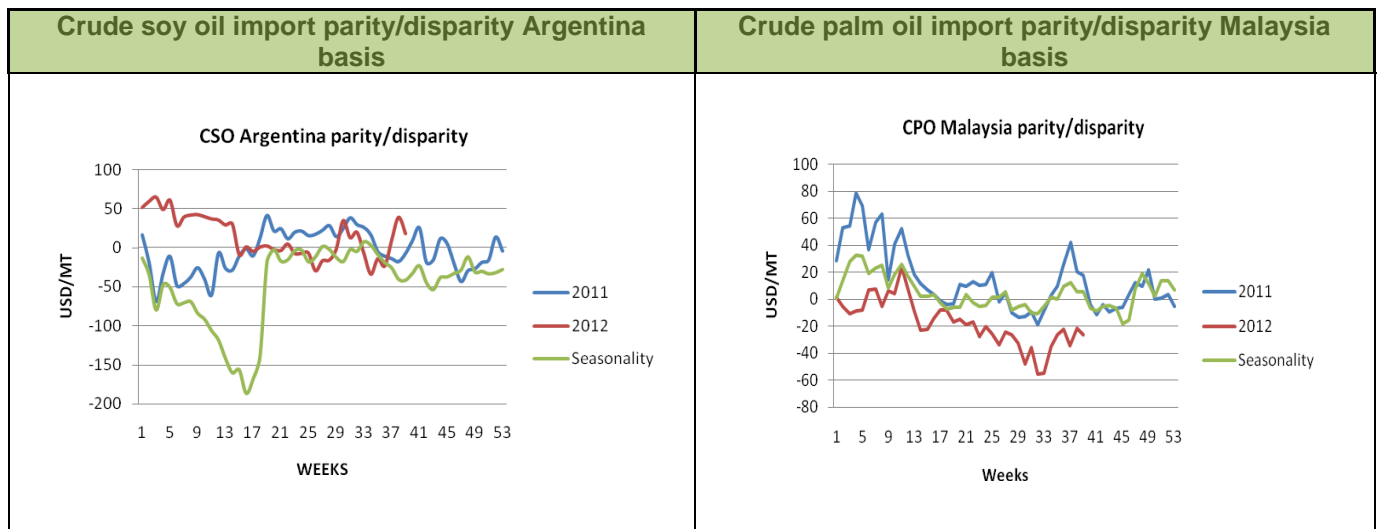 Crude soy oil import parity/disparity Argentina
basis
Crude palm oil import parity/disparity Malaysia
basis
CSO Argentina parity/disparity
100
50
0
-50
-100
-150
-200
USD/MT
1 5 9 13 17 21 25 29 33 37 41 45 49 53
WEEKS
2011
2012
Seasonality
CPO Malaysia parity/disparity
100
80
60
40
20
0
-20
-40
-60
-80
USD/MT
1 5 9 13 17 21 25 29 33 37 41 45 49 53
Weeks
2011
2012
Seasonality